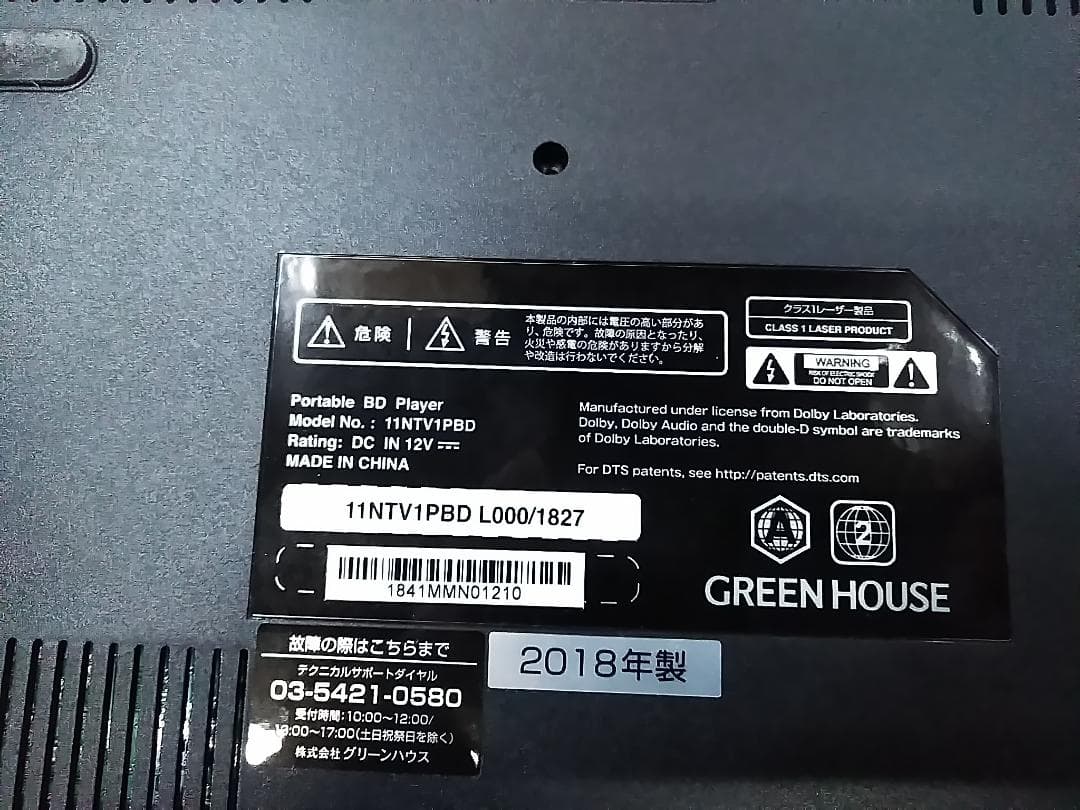 危険
警告
本製品の内部には電圧の高い部分があ
り、危険です。故障の原因となったり、
火災や感電の危険がありますから分解
や改造は行わないでください。
クラス1レーザー製品
CLASS 1 LASER PRODUCT
WARNING
RISK OF ELECTRIC SHOCK
DO NOT OPEN
Portable BD Player
Model No. : 11NTV1PBD
Rating: DC IN 12V
MADE IN CHINA
Manufactured under license from Dolby Laboratories.
Dolby, Dolby Audio and the double-D symbol are trademarks
of Dolby Laboratories.
For DTS patents, see http://patents.dts.com
11NTV1PBD L000/1827
1841MMN01210
A
2
GREEN HOUSE
故障の際はこちらまで
テクニカルサポートダイヤル
03-5421-0580
受付時間:10:00〜12:00/
13:00〜17:00(土日祝祭日を除く)
株式会社 グリーンハウス
2018年製